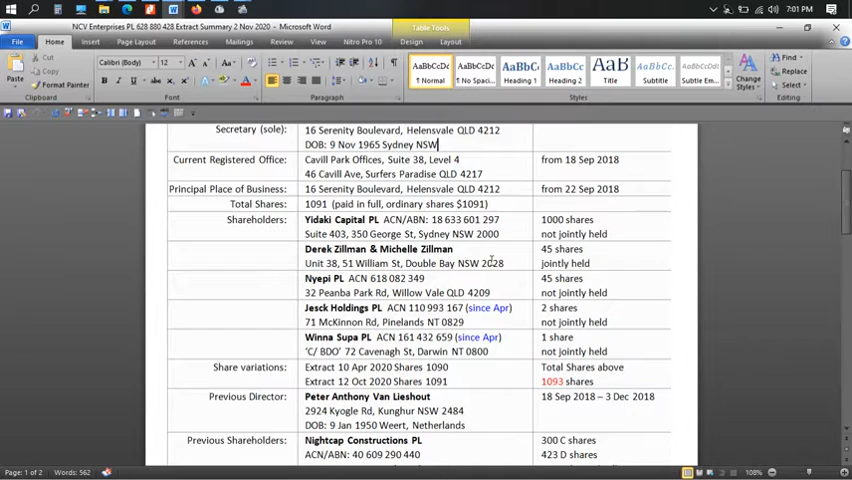 NCV Enterprises PL 628 880 428 Extract Summary 2 Nov 2020 - Microsoft Word
Table Tools
7:01 PM
File Home Insert Page Layout References Mailings Review View Nitro Pro 10 Design Layout
Cut
Copy
Format Painter
Paste
Clipboard
Calibri (Body) 12
Font
Paragraph
AaBbCcDc ¶ Normal
AaBbCcDc ¶ No Spaci...
AaBbCc Heading 1
AaBbCc Heading 2
AaB Title
AaBbCcL Subtitle
AaBbCcDc Subtle Em...
Styles
Change Styles
Find
Replace
Select
Editing
Secretary (sole): 16 Serenity Boulevard, Helensvale QLD 4212
DOB: 9 Nov 1965 Sydney NSW
Current Registered Office: Cavill Park Offices, Suite 38, Level 4 from 18 Sep 2018
46 Cavill Ave, Surfers Paradise QLD 4217
Principal Place of Business: 16 Serenity Boulevard, Helensvale QLD 4212 from 22 Sep 2018
Total Shares: 1091 (paid in full, ordinary shares $1091)
Shareholders: Yidaki Capital PL ACN/ABN: 18 633 601 297 1000 shares
Suite 403, 350 George St, Sydney NSW 2000 not jointly held
Derek Zillman & Michelle Zillman 45 shares
Unit 38, 51 William St, Double Bay NSW 2028 jointly held
Nyepi PL ACN 618 082 349 45 shares
32 Peanba Park Rd, Willow Vale QLD 4209 not jointly held
Jesck Holdings PL ACN 110 993 167 (since Apr) 2 shares
71 McKinnon Rd, Pinelands NT 0829 not jointly held
Winna Supa PL ACN 161 432 659 (since Apr) 1 share
‘C/ BDO’ 72 Cavenagh St, Darwin NT 0800 not jointly held
Share variations: Extract 10 Apr 2020 Shares 1090 Total Shares above
Extract 12 Oct 2020 Shares 1091 1093 shares
Previous Director: Peter Anthony Van Lieshout 18 Sep 2018 – 3 Dec 2018
2924 Kyogle Rd, Kunghur NSW 2484
DOB: 9 Jan 1950 Weert, Netherlands
Previous Shareholders: Nightcap Constructions PL 300 C shares
ACN/ABN: 40 609 290 440 423 D shares
Page: 1 of 2 Words: 562 108%